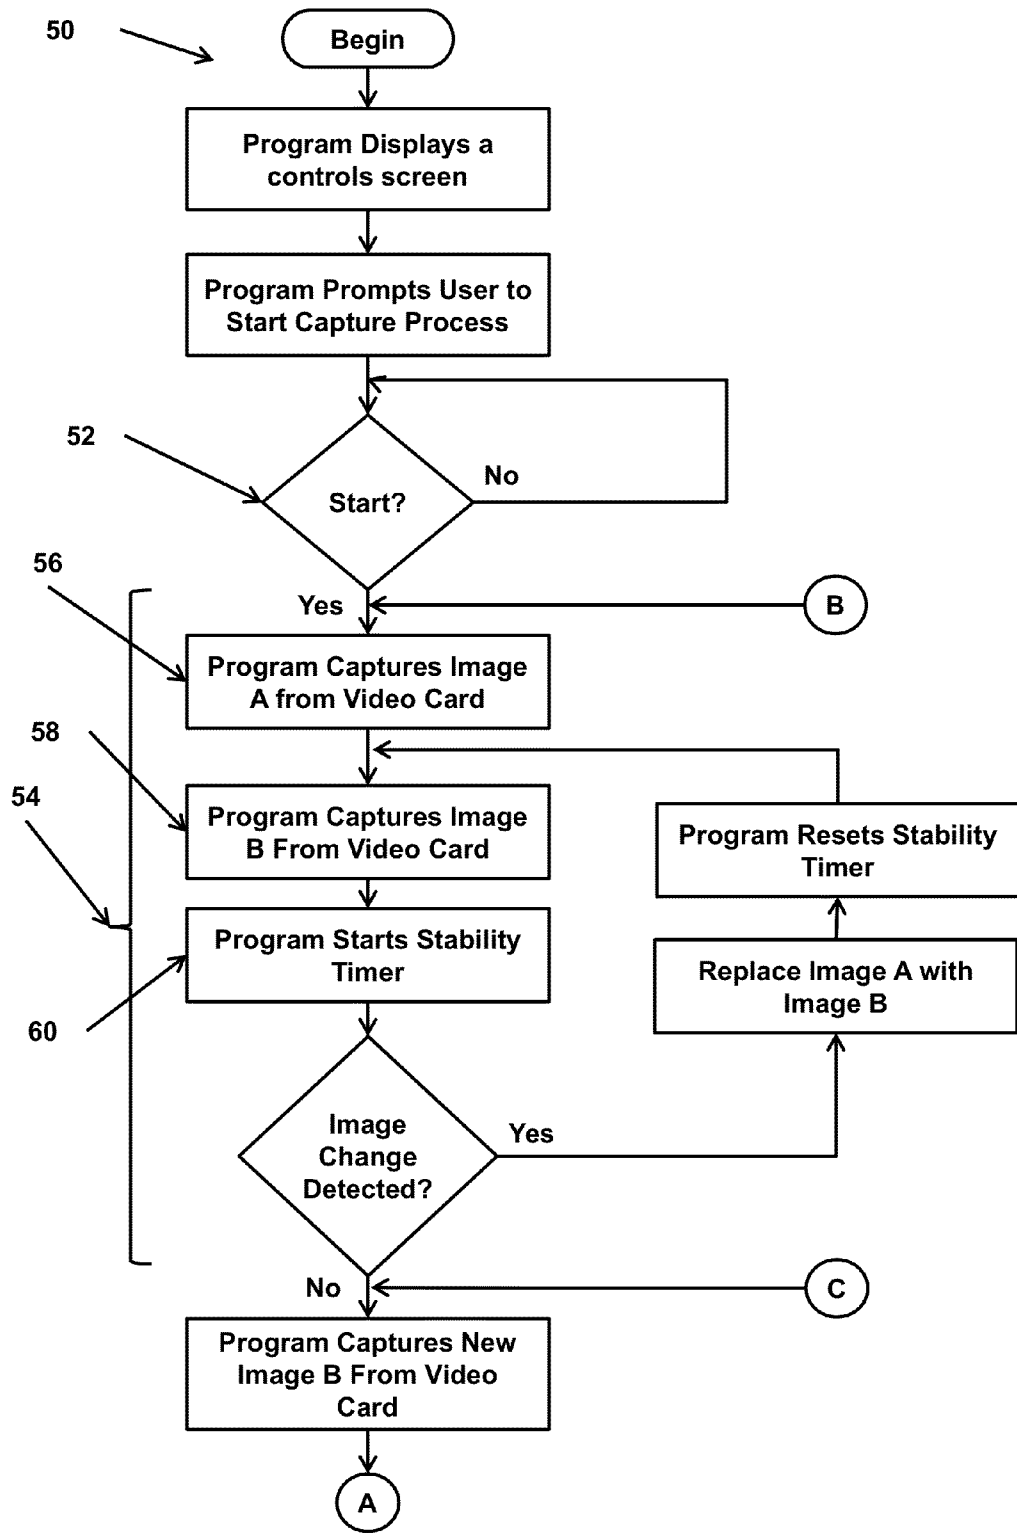 50
Begin
Program Displays a
controls screen
Program Prompts User to
Start Capture Process
52
Start?
No
56
Yes
B
Program Captures Image
A from Video Card
58
54
Program Captures Image
B From Video Card
Program Resets Stability
Timer
Program Starts Stability
Timer
Replace Image A with
Image B
60
Image
Change
Detected?
Yes
No
C
Program Captures New
Image B From Video
Card
A